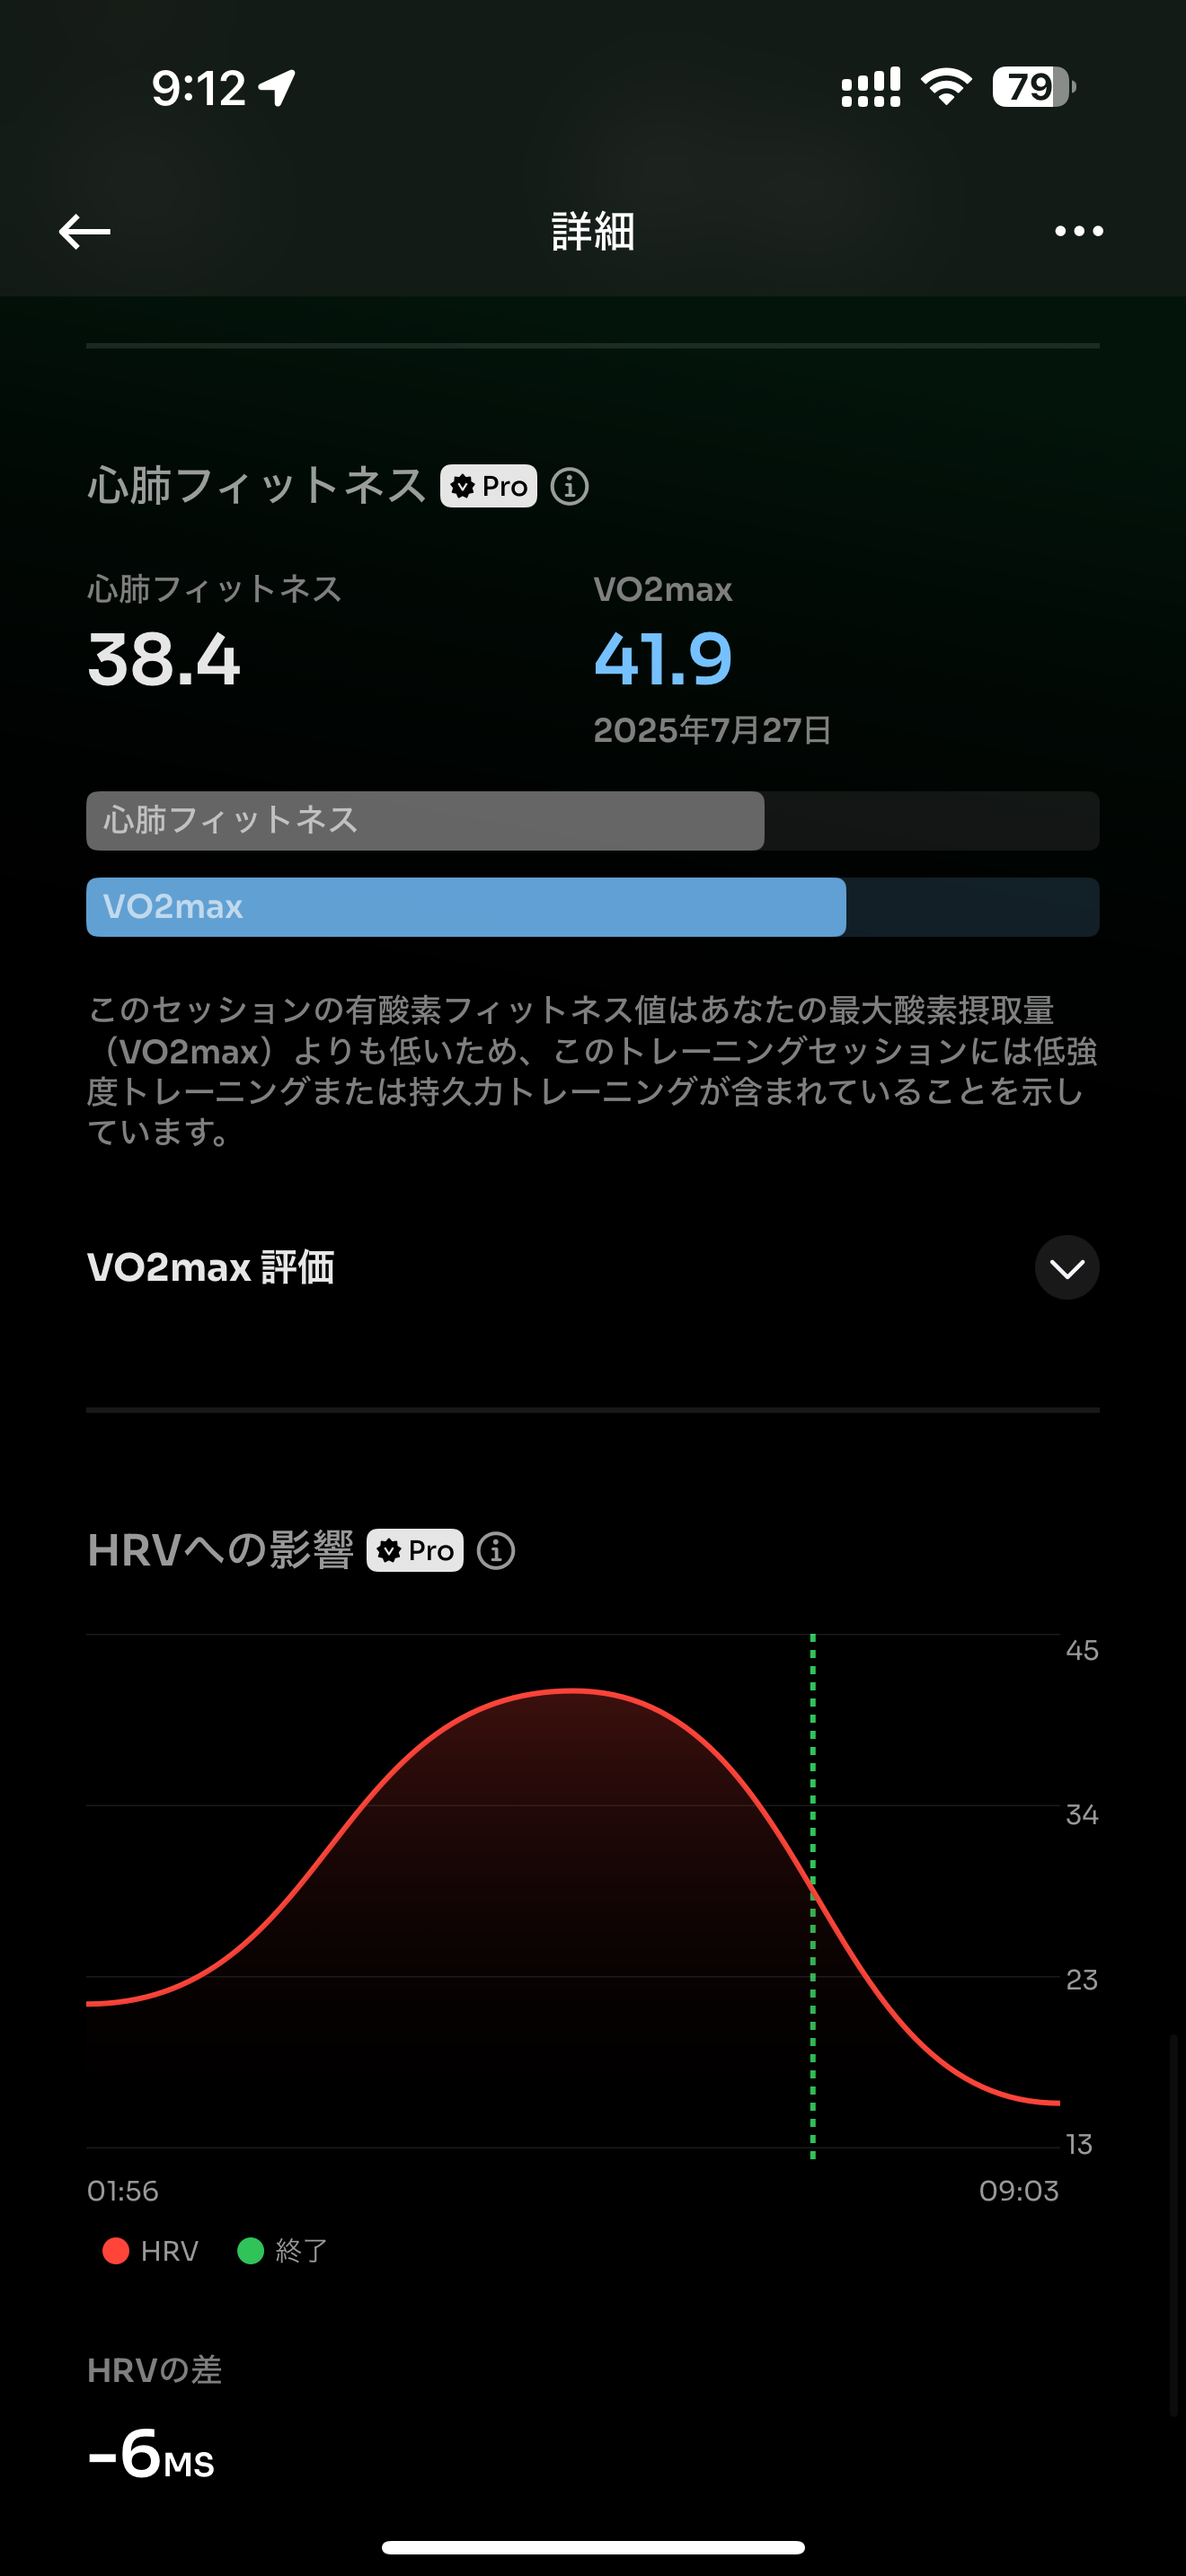 9:12
79
詳細
心肺フィットネス Pro
心肺フィットネス
38.4
VO2max
41.9
2025年7月27日
心肺フィットネス
VO2max
このセッションの有酸素フィットネス値はあなたの最大酸素摂取量
（VO2max）よりも低いため、このトレーニングセッションには低強
度トレーニングまたは持久力トレーニングが含まれていることを示し
ています。
VO2max 評価
HRVへの影響 Pro
45
34
23
13
01:56
09:03
HRV
終了
HRVの差
-6MS